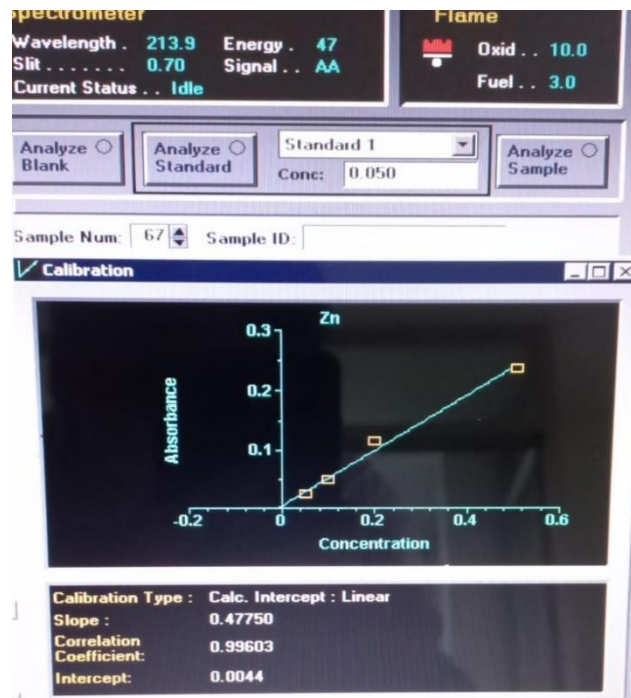 Spectrometer
Flame
Wavelength . 213.9 Energy . 47
Slit . . . . . . . 0.70 Signal . . AA
Current Status . . Idle
Oxid . . 10.0
Fuel . . 3.0
Analyze Blank
Analyze Standard
Standard 1
Conc: 0.050
Analyze Sample
Sample Num: 67 Sample ID:
Calibration
Zn
0.3
0.2
0.1
Absorbance
-0.2 0 0.2 0.4 0.6
Concentration
Calibration Type : Calc. Intercept : Linear
Slope : 0.47750
Correlation Coefficient: 0.99603
Intercept: 0.0044